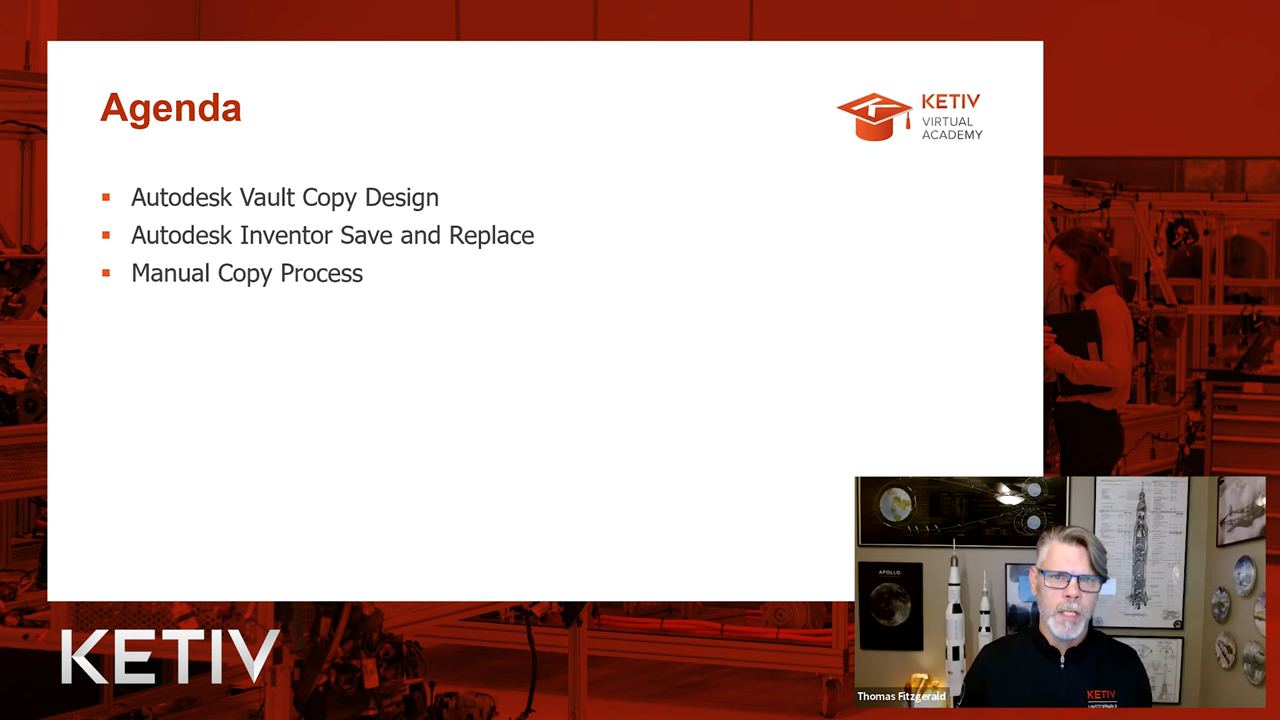 Agenda
KETIV
VIRTUAL
ACADEMY
▪ Autodesk Vault Copy Design
▪ Autodesk Inventor Save and Replace
▪ Manual Copy Process
APOLLO
KETIV
Thomas Fitzgerald
KETIV